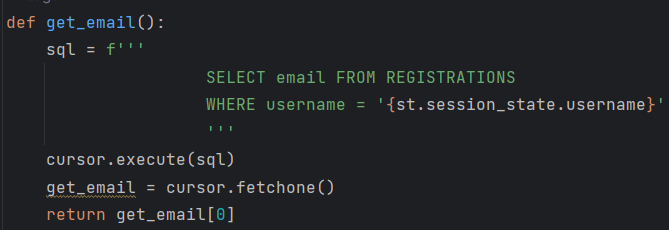 def get_email():
    sql = f'''
                    SELECT email FROM REGISTRATIONS
                    WHERE username = '{st.session_state.username}'
                    '''
    cursor.execute(sql)
    get_email = cursor.fetchone()
    return get_email[0]